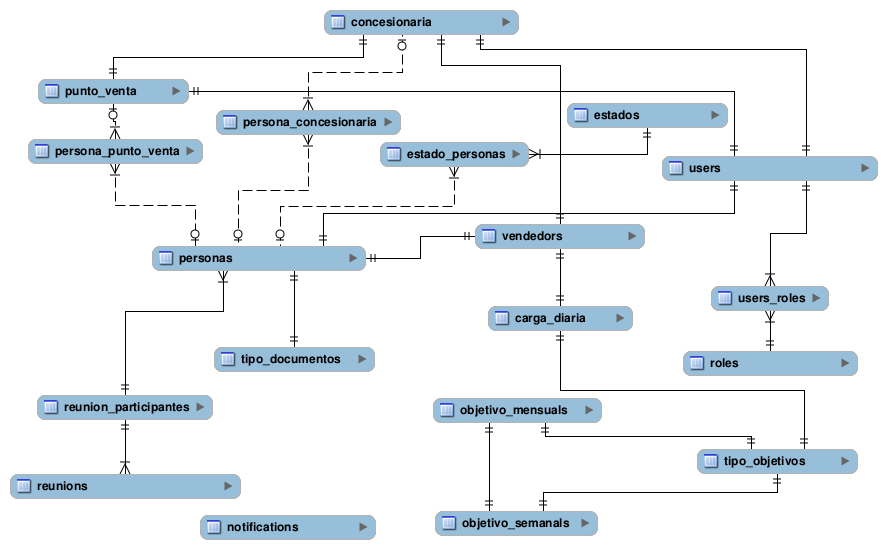 concesionaria
punto_venta
persona_concesionaria
estados
persona_punto_venta
estado_personas
users
vendedors
personas
users_roles
carga_diaria
tipo_documentos
roles
reunion_participantes
objetivo_mensuals
tipo_objetivos
reunions
notifications
objetivo_semanals